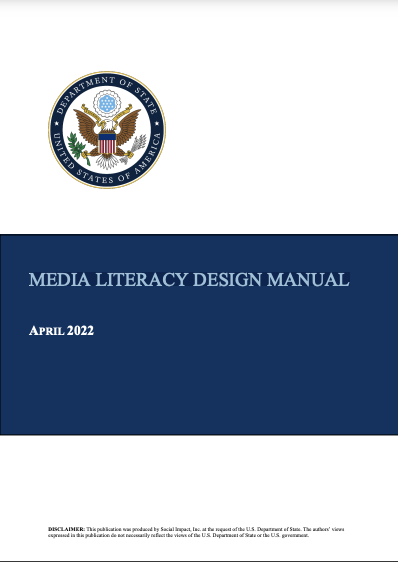 DEPARTMENT OF STATE
UNITED STATES OF AMERICA
MEDIA LITERACY DESIGN MANUAL
APRIL 2022
DISCLAIMER: This publication was produced by Social Impact, Inc. at the request of the U.S. Department of State. The authors' views
expressed in this publication do not necessarily reflect the views of the U.S. Department of State or the U.S. government.